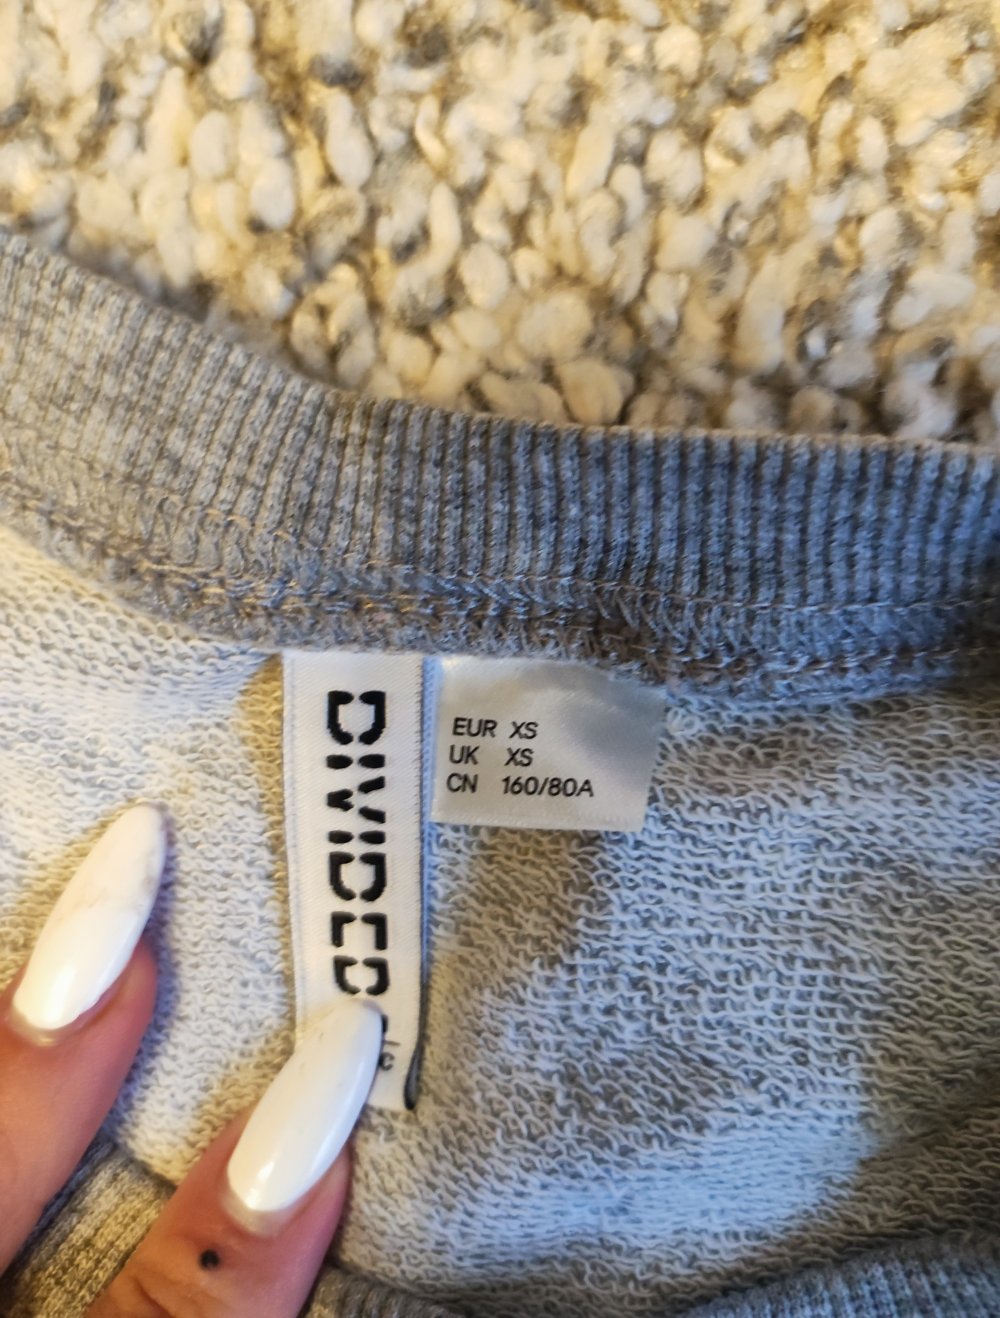 DIVIDED
EUR XS
UK XS
CN 160/80A